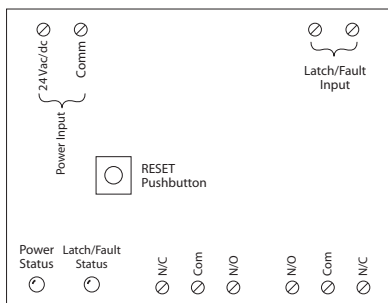 24 Vac/dc
Comm
Power Input
Latch/Fault
Input
RESET
Pushbutton
Power
Status
Latch/Fault
Status
N/C
Com
N/O
N/O
Com
N/C